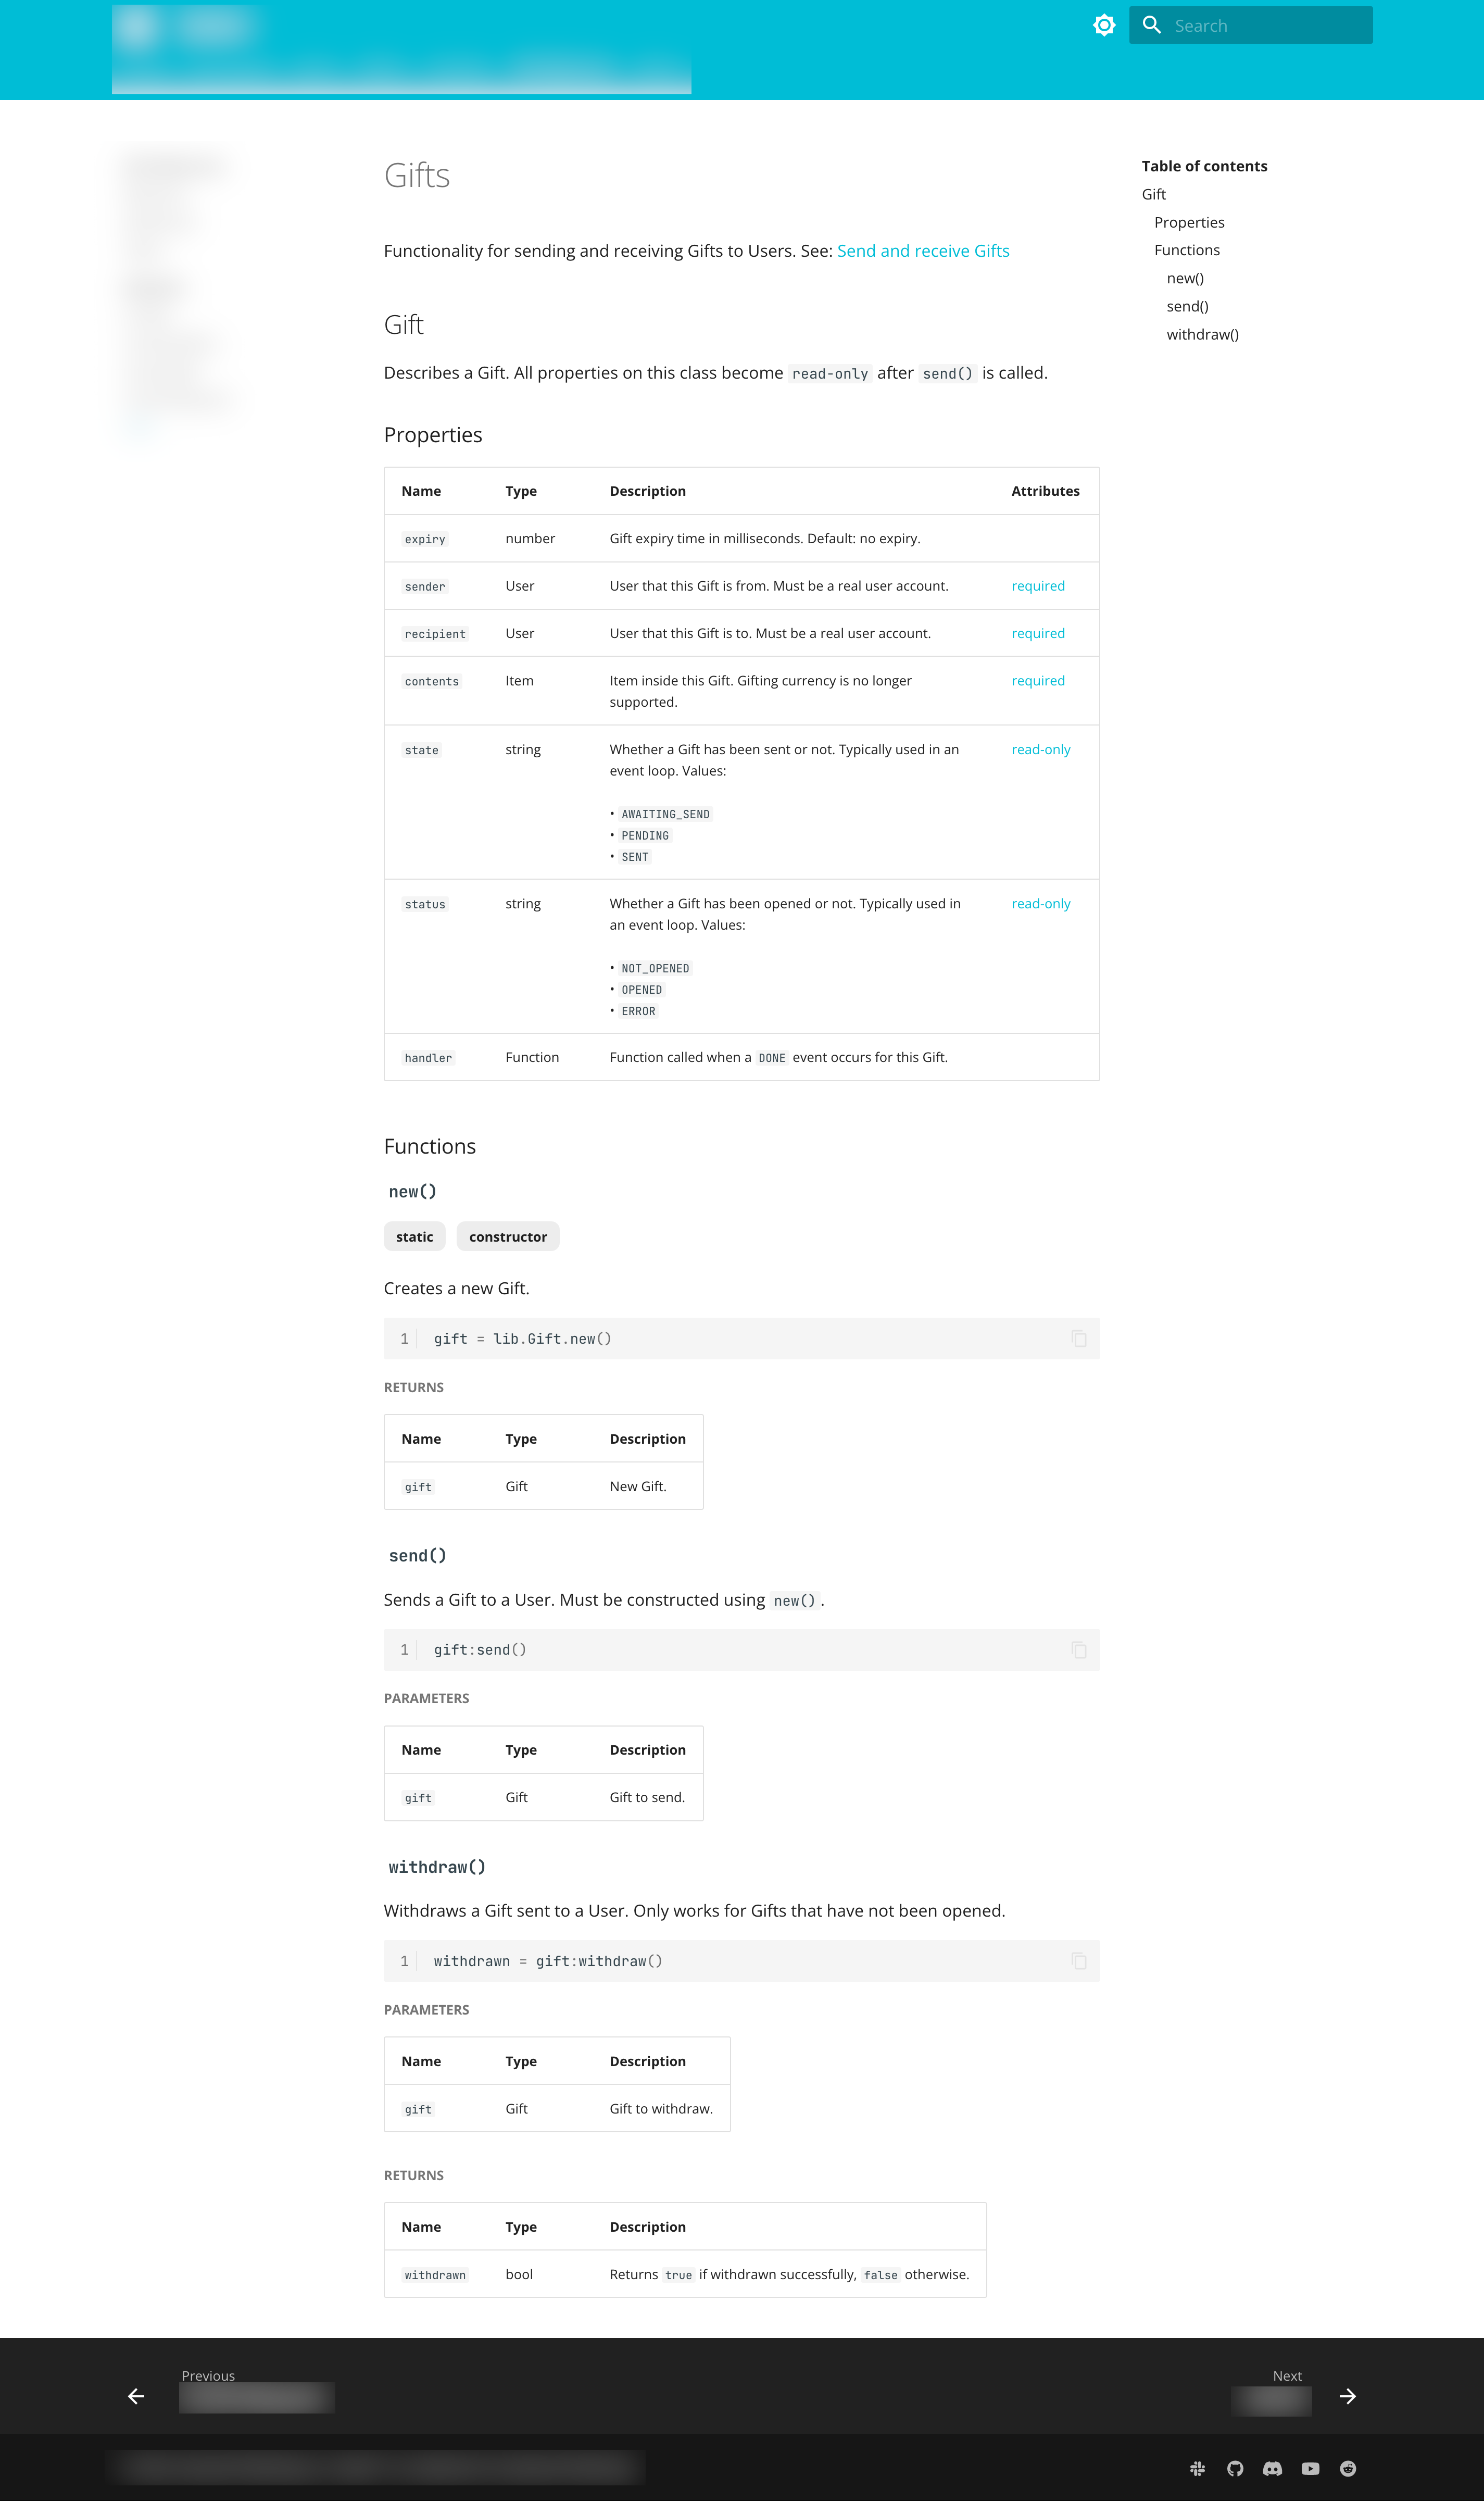 Search
Gifts
Functionality for sending and receiving Gifts to Users. See: Send and receive Gifts
Gift
Describes a Gift. All properties on this class become read-only after send() is called.
Properties
Name Type Description Attributes
expiry number Gift expiry time in milliseconds. Default: no expiry.
sender User User that this Gift is from. Must be a real user account. required
recipient User User that this Gift is to. Must be a real user account. required
contents Item Item inside this Gift. Gifting currency is no longer required
supported.
state string Whether a Gift has been sent or not. Typically used in an read-only
event loop. Values:
• AWAITING_SEND
• PENDING
• SENT
status string Whether a Gift has been opened or not. Typically used in read-only
an event loop. Values:
• NOT_OPENED
• OPENED
• ERROR
handler Function Function called when a DONE event occurs for this Gift.
Functions
new()
static constructor
Creates a new Gift.
1 gift = lib.Gift.new()
RETURNS
Name Type Description
gift Gift New Gift.
send()
Sends a Gift to a User. Must be constructed using new().
1 gift:send()
PARAMETERS
Name Type Description
gift Gift Gift to send.
withdraw()
Withdraws a Gift sent to a User. Only works for Gifts that have not been opened.
1 withdrawn = gift:withdraw()
PARAMETERS
Name Type Description
gift Gift Gift to withdraw.
RETURNS
Name Type Description
withdrawn bool Returns true if withdrawn successfully, false otherwise.
Table of contents
Gift
Properties
Functions
new()
send()
withdraw()
Previous
Next